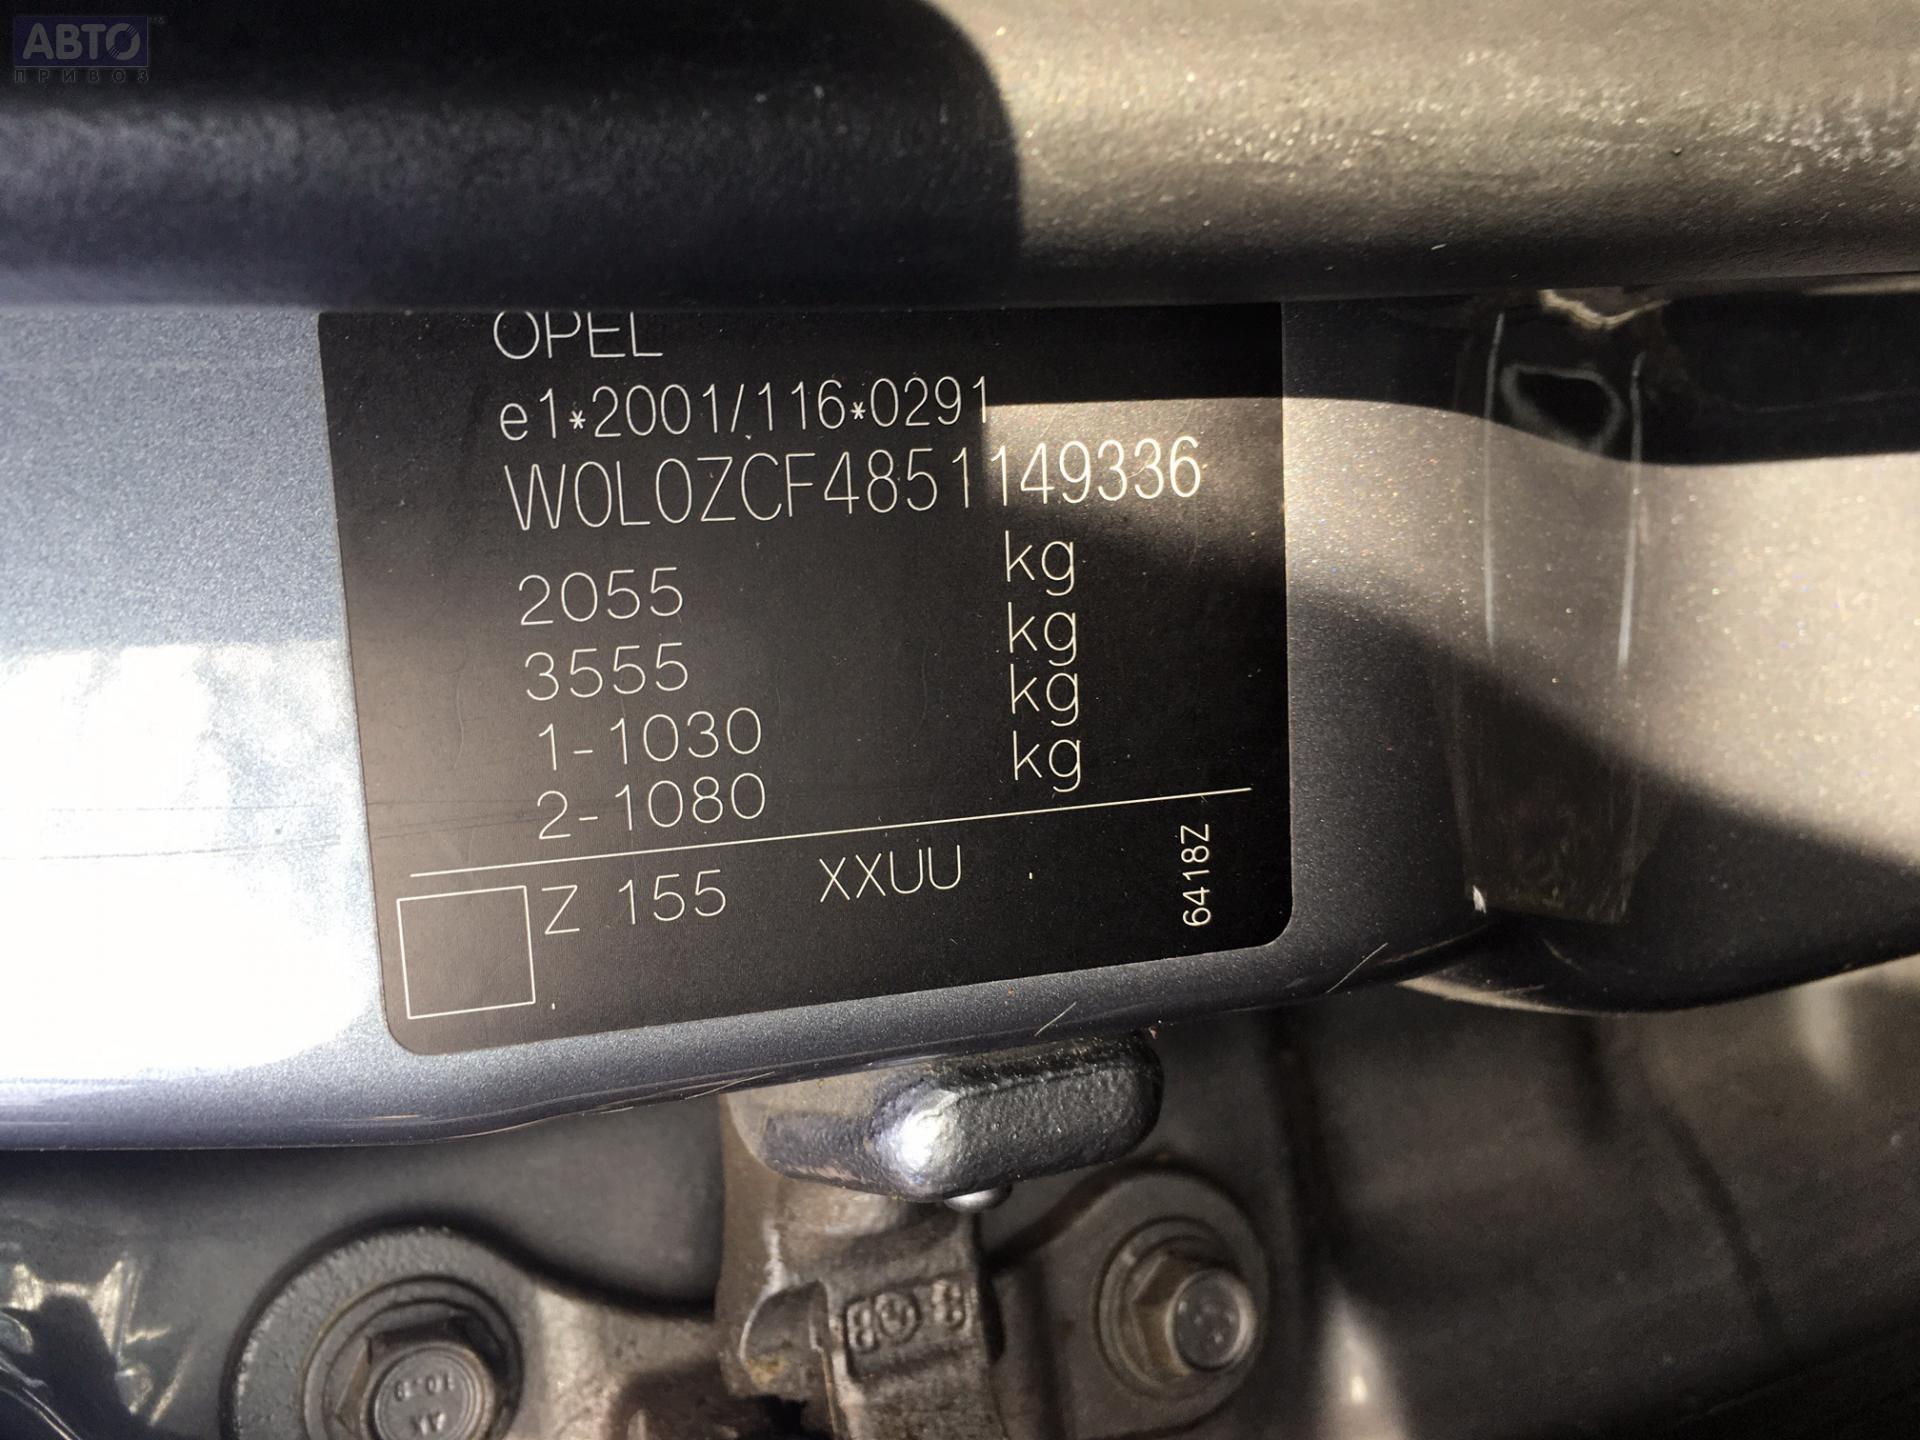 АВТО
ПРИВОЗ
OPEL
e1*2001/116*0291
W0L0ZCF4851149336
2055 kg
3555 kg
1-1030 kg
2-1080 kg
Z 155 XXUU
6418Z